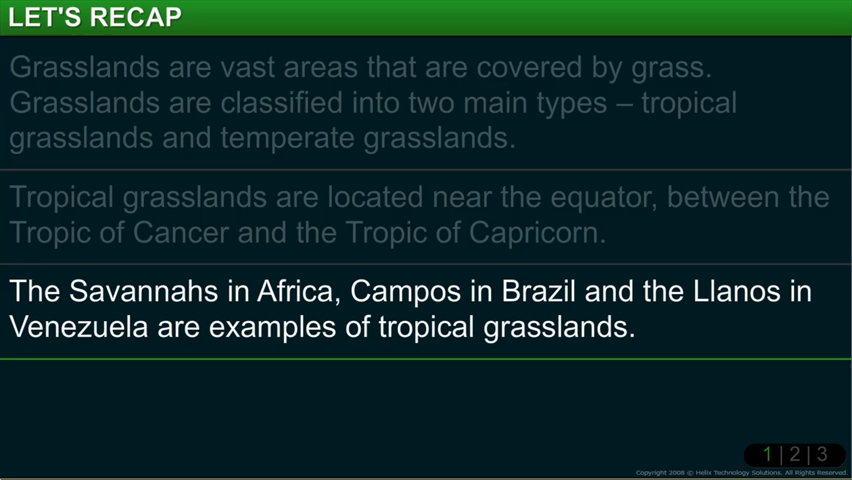 LET'S RECAP
Grasslands are vast areas that are covered by grass.
Grasslands are classified into two main types – tropical
grasslands and temperate grasslands.
Tropical grasslands are located near the equator, between the
Tropic of Cancer and the Tropic of Capricorn.
The Savannahs in Africa, Campos in Brazil and the Llanos in
Venezuela are examples of tropical grasslands.
1 | 2 | 3
Copyright 2008 © Helix Technology Solutions. All Rights Reserved.